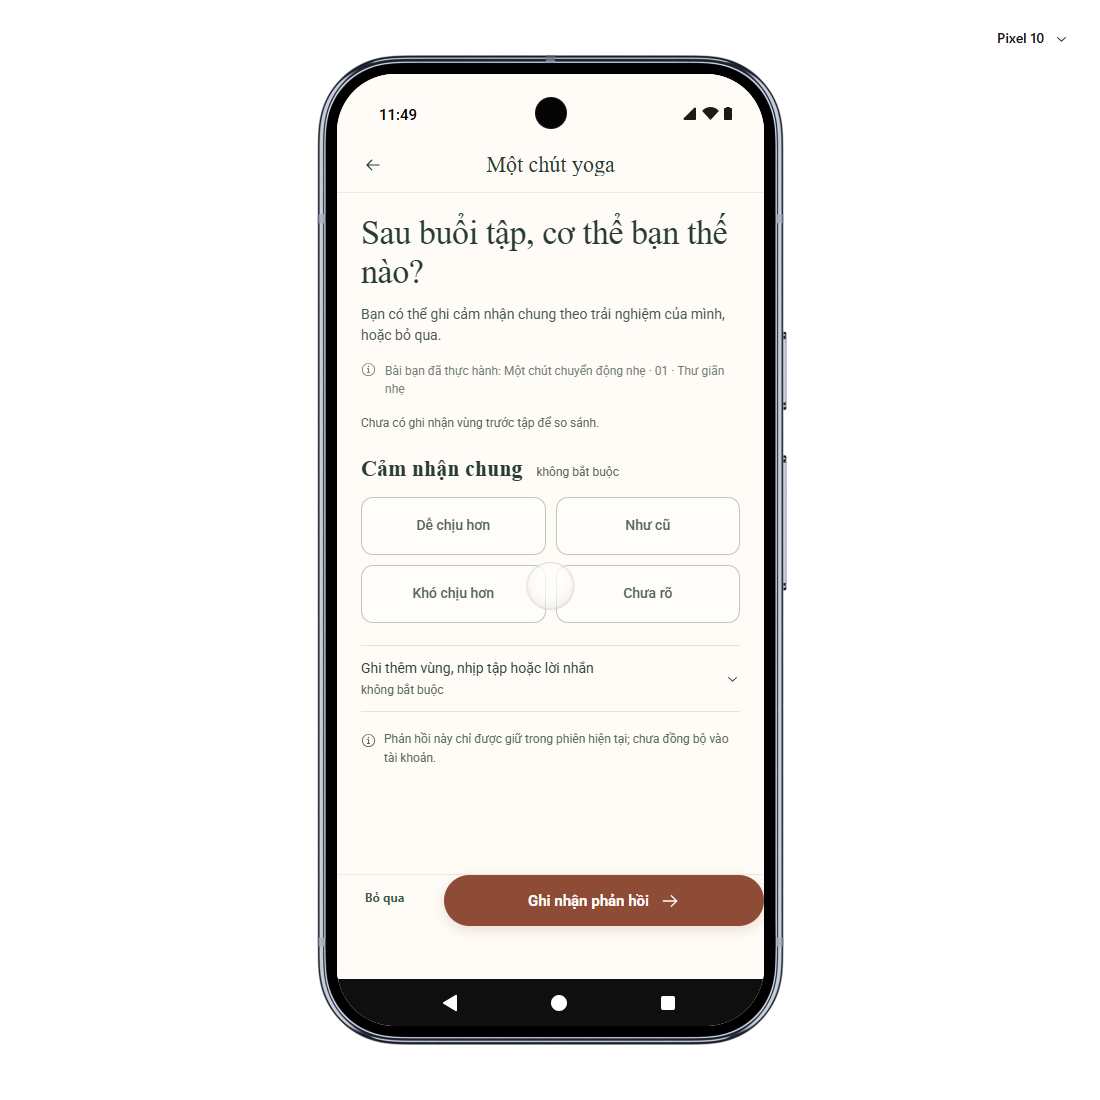 Pixel 10
11:49
Một chút yoga
Sau buổi tập, cơ thể bạn thế
nào?
Bạn có thể ghi cảm nhận chung theo trải nghiệm của mình,
hoặc bỏ qua.
Bài bạn đã thực hành: Một chút chuyển động nhẹ · 01 · Thư giãn
nhẹ
Chưa có ghi nhận vùng trước tập để so sánh.
Cảm nhận chung không bắt buộc
Dễ chịu hơn
Như cũ
Khó chịu hơn
Chưa rõ
Ghi thêm vùng, nhịp tập hoặc lời nhắn
không bắt buộc
Phản hồi này chỉ được giữ trong phiên hiện tại; chưa đồng bộ vào
tài khoản.
Bỏ qua
Ghi nhận phản hồi